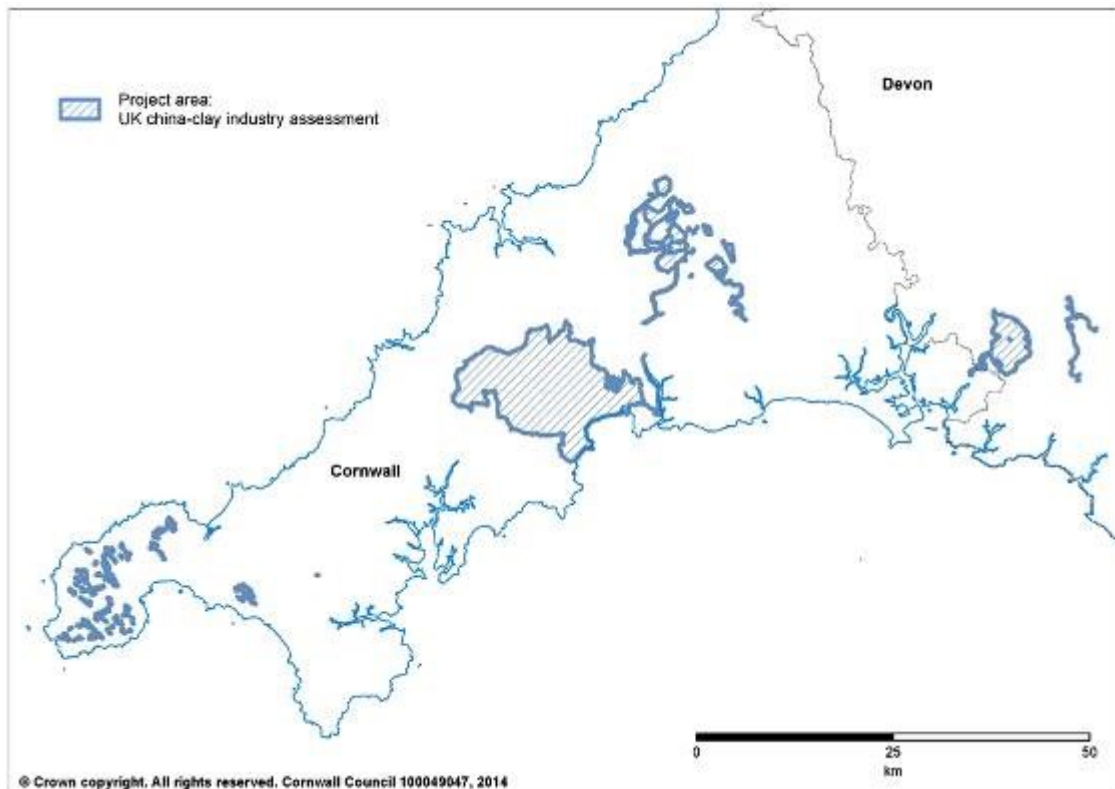 Devon
Project area:
UK china-clay industry assessment
Cornwall
0 25 50
km
© Crown copyright. All rights reserved. Cornwall Council 100049047, 2014